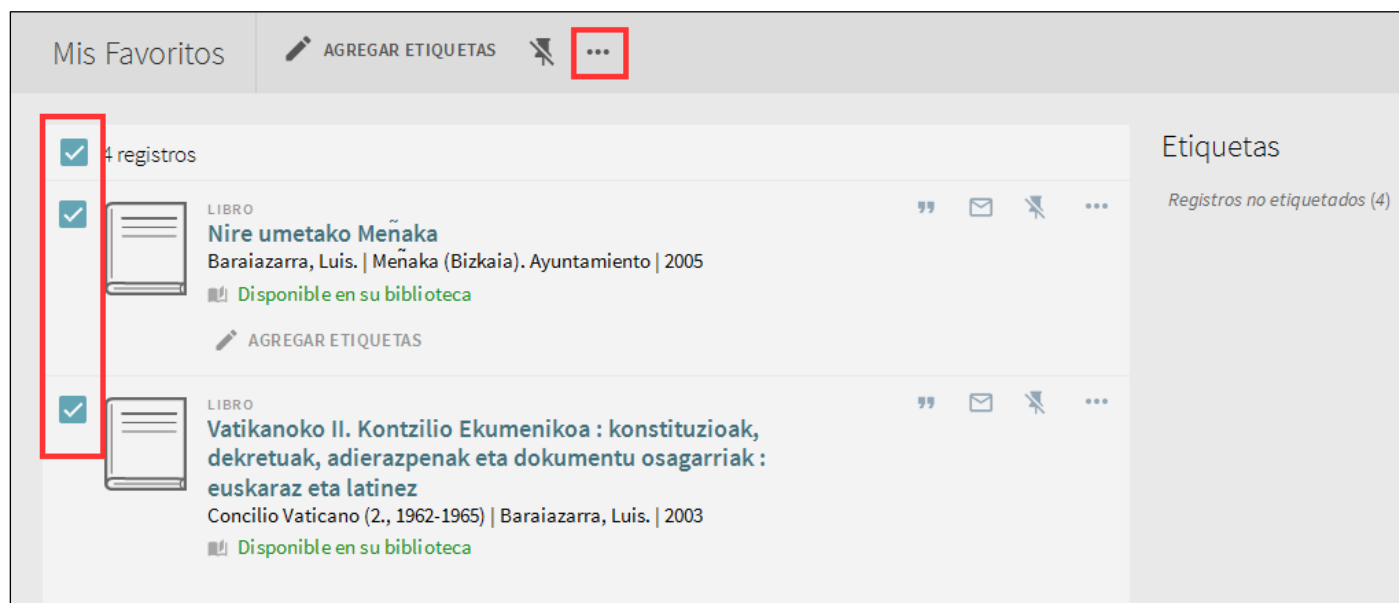 Mis Favoritos
AGREGAR ETIQUETAS
4 registros
LIBRO
Nire umetako Meñaka
Baraiazarra, Luis. | Meñaka (Bizkaia). Ayuntamiento | 2005
Disponible en su biblioteca
AGREGAR ETIQUETAS
LIBRO
Vatikanoko II. Kontzilio Ekumenikoa : konstituzioak,
dekretuak, adierazpenak eta dokumentu osagarriak :
euskaraz eta latinez
Concilio Vaticano (2., 1962-1965) | Baraiazarra, Luis. | 2003
Disponible en su biblioteca
Etiquetas
Registros no etiquetados (4)